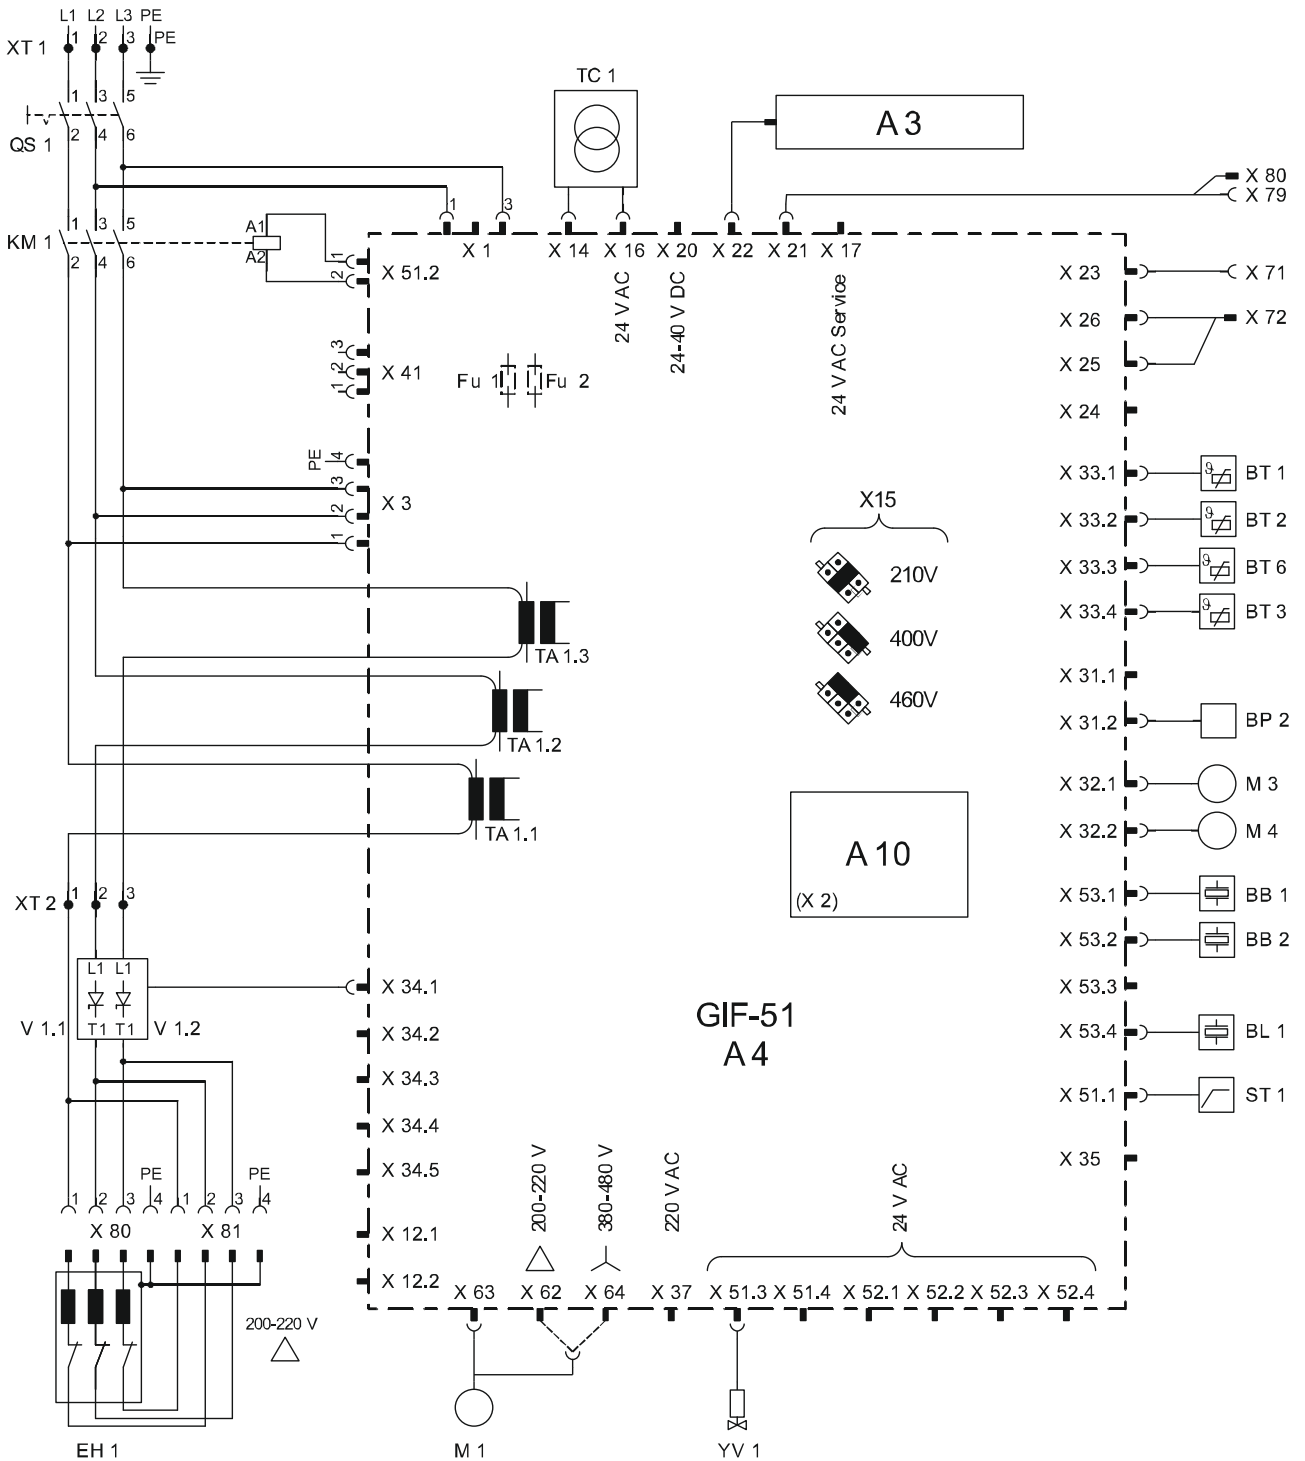 L1 L2 L3 PE
XT 1 1 2 3 PE
TC 1
A 3
1 3 5
QS 1 2 4 6
X 80
X 79
1 3
KM 1 1 3 5 A1
2 4 6 A2
1
2
X 51.2
X 1 X 14 X 16 X 20 X 22 X 21 X 17
24 V AC
24-40 V DC
24 V AC Service
X 23 X 71
X 26 X 72
X 25
X 24
3
2
1
X 41
Fu 1 Fu 2
PE 4
3
2
1
X 3
X15
210V
400V
460V
X 33.1 BT 1
X 33.2 BT 2
X 33.3 BT 6
X 33.4 BT 3
X 31.1
X 31.2 BP 2
X 32.1 M 3
X 32.2 M 4
X 53.1 BB 1
X 53.2 BB 2
X 53.3
X 53.4 BL 1
X 51.1 ST 1
X 35
TA 1.3
TA 1.2
TA 1.1
A 10
(X 2)
XT 2 1 2 3
L1 L1
V 1.1 T1 T1 V 1.2
X 34.1
X 34.2
X 34.3
X 34.4
X 34.5
X 12.1
X 12.2
GIF-51
A 4
PE PE
1 2 3 4 1 2 3 4
X 80 X 81
200-220 V
380-480 V
220 V AC
24 V AC
X 63 X 62 X 64 X 37 X 51.3 X 51.4 X 52.1 X 52.2 X 52.3 X 52.4
200-220 V
EH 1
M 1
YV 1